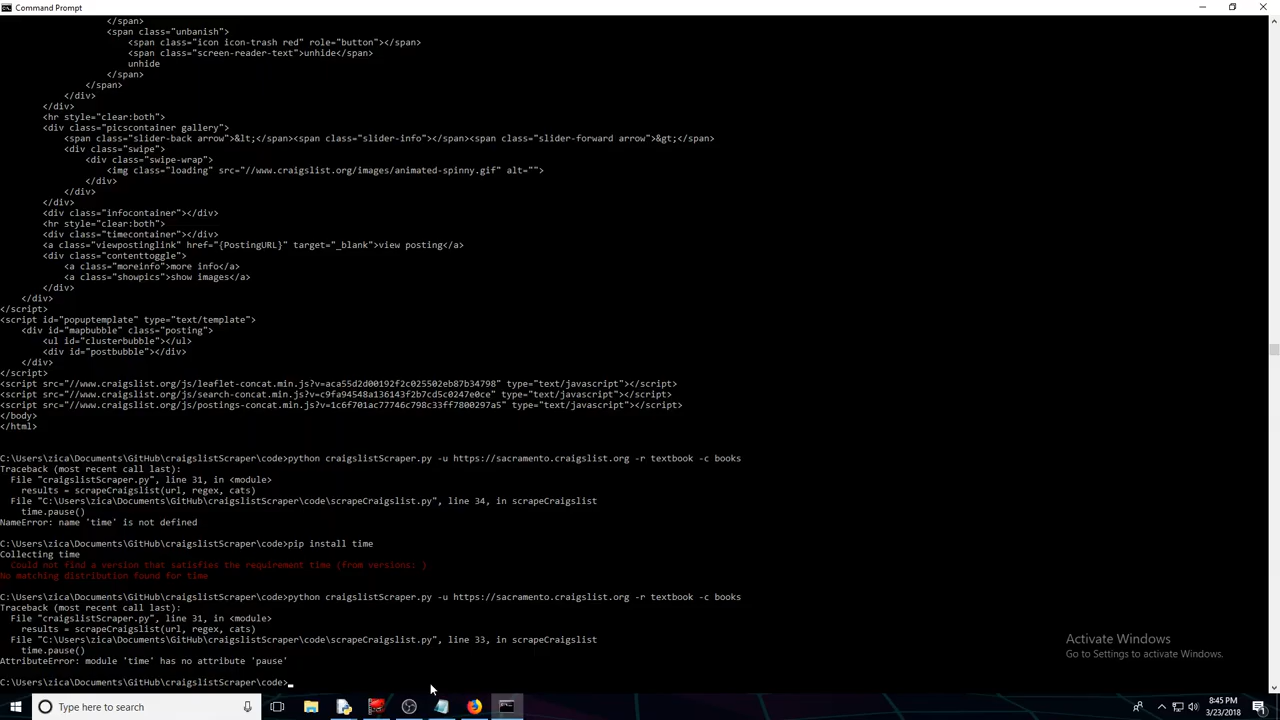 Command Prompt
</span>
<span class="unbanish">
<span class="icon icon-trash red" role="button"></span>
<span class="screen-reader-text">unhide</span>
unhide
</span>
</span>
</div>
</div>
<hr style="clear:both">
<div class="picscontainer gallery">
<span class="slider-back arrow">&lt;</span><span class="slider-info"></span><span class="slider-forward arrow">&gt;</span>
<div class="swipe">
<div class="swipe-wrap">
<img class="loading" src="//www.craigslist.org/images/animated-spinny.gif" alt="">
</div>
</div>
</div>
<div class="infocontainer"></div>
<hr style="clear:both">
<div class="timecontainer"></div>
<a class="viewpostinglink" href="{PostingURL}" target="_blank">view posting</a>
<div class="contenttoggle">
<a class="moreinfo">more info</a>
<a class="showpics">show images</a>
</div>
</div>
</script>
<script id="popuptemplate" type="text/template">
<div id="mapbubble" class="posting">
<ul id="clusterbubble"></ul>
<div id="postbubble"></div>
</div>
</script>
<script src="//www.craigslist.org/js/leaflet-concat.min.js?v=aca55d2d00192f2c025502eb87b34798" type="text/javascript"></script>
<script src="//www.craigslist.org/js/search-concat.min.js?v=c9fa94548a136143f2b7cd5c0247e0ce" type="text/javascript"></script>
<script src="//www.craigslist.org/js/postings-concat.min.js?v=1c6f701ac77746c798c33ff7800297a5" type="text/javascript"></script>
</body>
</html>
C:\Users\zica\Documents\GitHub\craigslistScraper\code>python craigslistScraper.py -u https://sacramento.craigslist.org -r textbook -c books
Traceback (most recent call last):
File "craigslistScraper.py", line 31, in <module>
results = scrapeCraigslist(url, regex, cats)
File "C:\Users\zica\Documents\GitHub\craigslistScraper\code\scrapeCraigslist.py", line 34, in scrapeCraigslist
time.pause()
NameError: name 'time' is not defined
C:\Users\zica\Documents\GitHub\craigslistScraper\code>pip install time
Collecting time
Could not find a version that satisfies the requirement time (from versions: )
No matching distribution found for time
C:\Users\zica\Documents\GitHub\craigslistScraper\code>python craigslistScraper.py -u https://sacramento.craigslist.org -r textbook -c books
Traceback (most recent call last):
File "craigslistScraper.py", line 31, in <module>
results = scrapeCraigslist(url, regex, cats)
File "C:\Users\zica\Documents\GitHub\craigslistScraper\code\scrapeCraigslist.py", line 33, in scrapeCraigslist
time.pause()
AttributeError: module 'time' has no attribute 'pause'
C:\Users\zica\Documents\GitHub\craigslistScraper\code>
Activate Windows
Go to Settings to activate Windows.
Type here to search
8:45 PM
3/23/2018